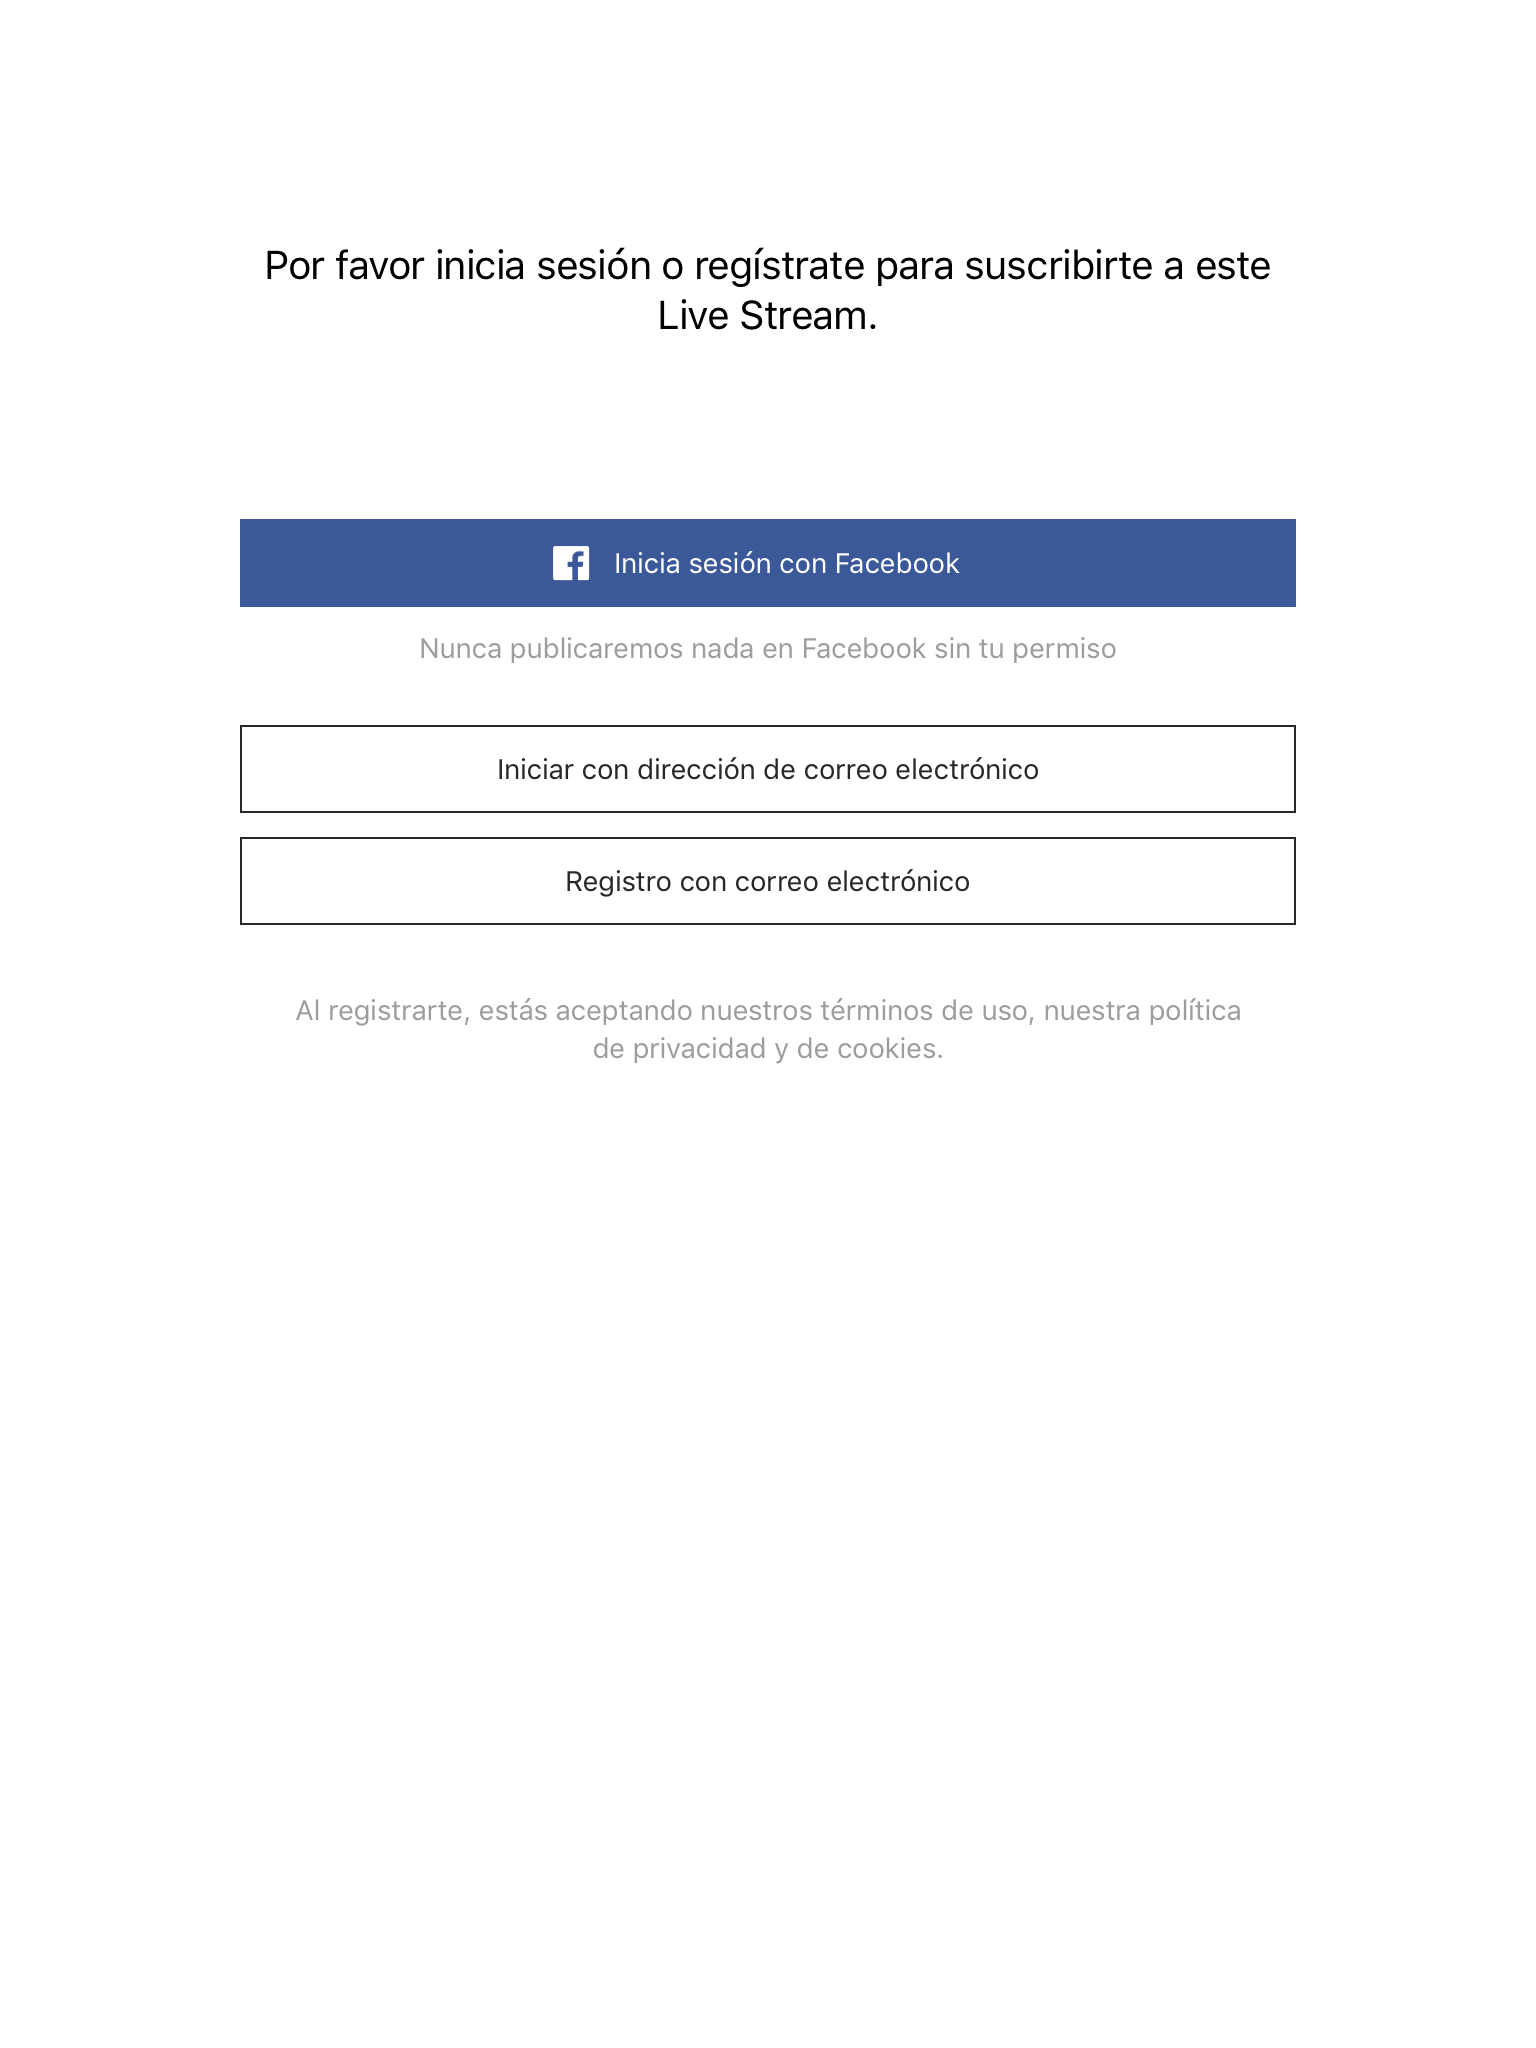 Por favor inicia sesión o regístrate para suscribirte a este
Live Stream.
Inicia sesión con Facebook
Nunca publicaremos nada en Facebook sin tu permiso
Iniciar con dirección de correo electrónico
Registro con correo electrónico
Al registrarte, estás aceptando nuestros términos de uso, nuestra política
de privacidad y de cookies.